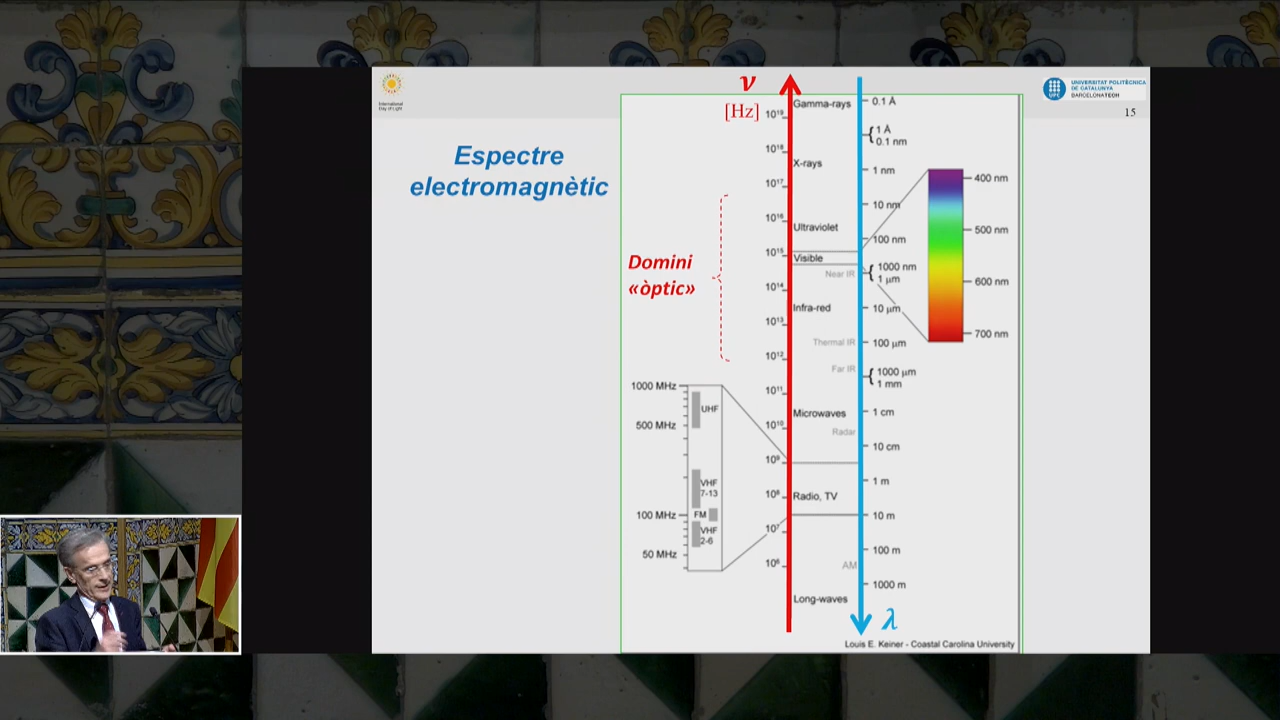 International
Day of Light
UNIVERSITAT POLITÈCNICA
DE CATALUNYA
BARCELONATECH
UPC
15
Espectre
electromagnètic
Domini
«òptic»
ν
[Hz]
10¹⁹
10¹⁸
10¹⁷
10¹⁶
10¹⁵
10¹⁴
10¹³
10¹²
10¹¹
10¹⁰
10⁹
10⁸
10⁷
10⁶
Gamma-rays
X-rays
Ultraviolet
Visible
Near IR
Infra-red
Thermal IR
Far IR
Microwaves
Radar
Radio, TV
AM
Long-waves
0.1 Å
1 Å
0.1 nm
1 nm
10 nm
100 nm
1000 nm
1 µm
10 µm
100 µm
1000 µm
1 mm
1 cm
10 cm
1 m
10 m
100 m
1000 m
λ
400 nm
500 nm
600 nm
700 nm
1000 MHz
500 MHz
100 MHz
50 MHz
UHF
VHF
7-13
FM
VHF
2-6
Louis E. Keiner - Coastal Carolina University